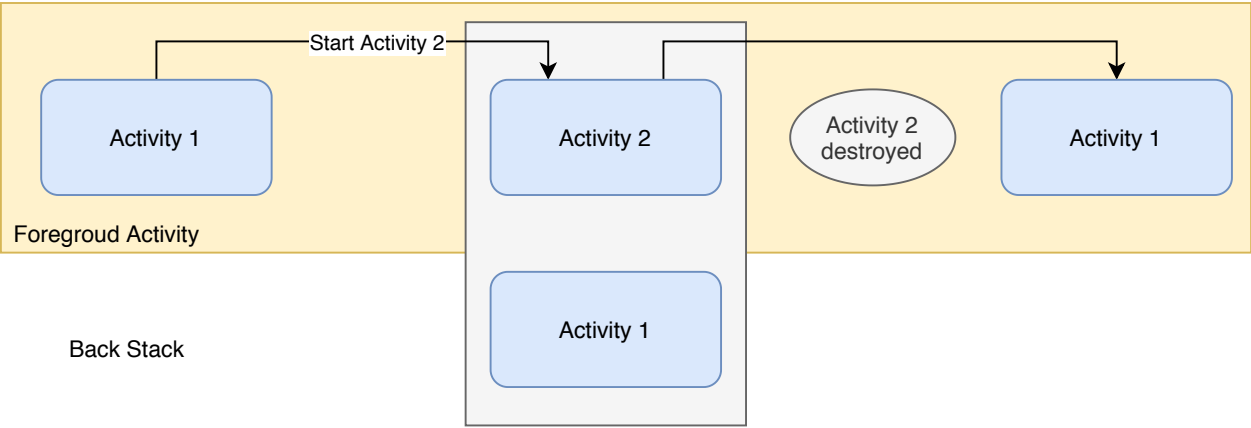 Start Activity 2
Activity 1
Activity 2
Activity 2
destroyed
Activity 1
Foregroud Activity
Activity 1
Back Stack